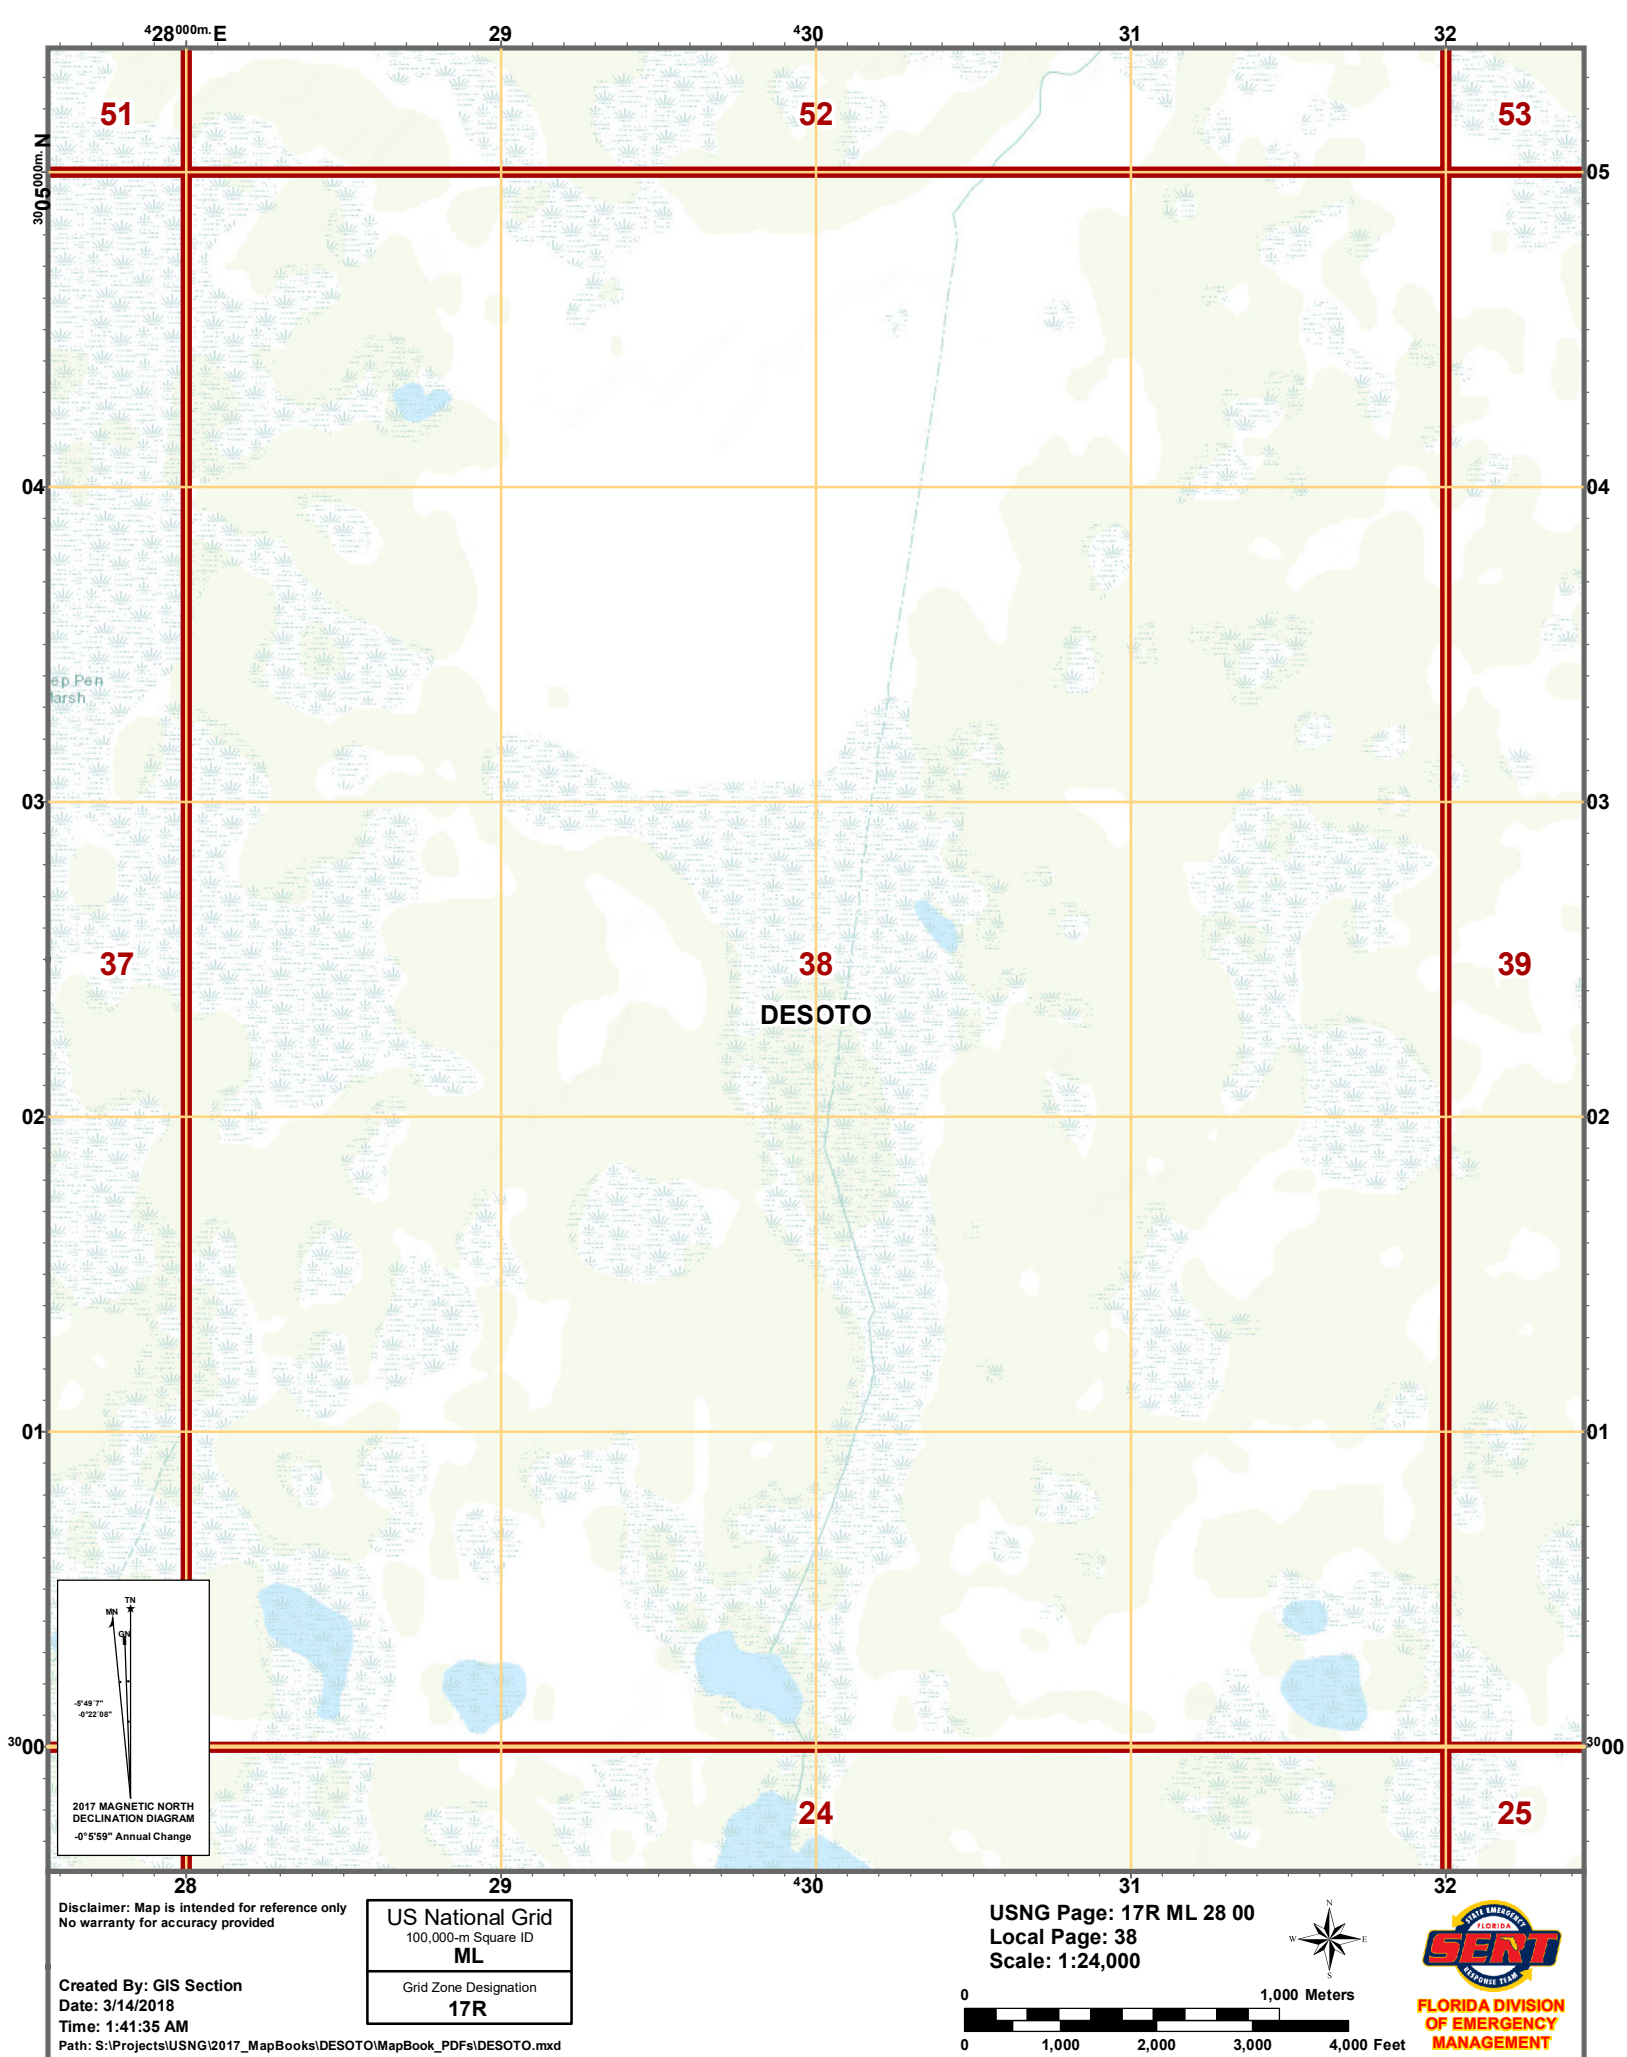 428000m.E 29 430 31 32
51 52 53
3005000m. N
05
04 04
ep Pen
larsh
03 03
37 38 39
DESOTO
02 02
01 01
TN
MN
GN
-5°49'7"
-0°22'08"
3000 3000
2017 MAGNETIC NORTH
DECLINATION DIAGRAM
-0°5'59" Annual Change
24 25
28 29 430 31 32
Disclaimer: Map is intended for reference only
No warranty for accuracy provided
Created By: GIS Section
Date: 3/14/2018
Time: 1:41:35 AM
Path: S:\Projects\USNG\2017_MapBooks\DESOTO\MapBook_PDFs\DESOTO.mxd
US National Grid
100,000-m Square ID
ML
Grid Zone Designation
17R
USNG Page: 17R ML 28 00
Local Page: 38
Scale: 1:24,000
N
W E
S
0 1,000 Meters
0 1,000 2,000 3,000 4,000 Feet
STATE EMERGENCY
FLORIDA
SERT
RESPONSE TEAM
FLORIDA DIVISION
OF EMERGENCY
MANAGEMENT